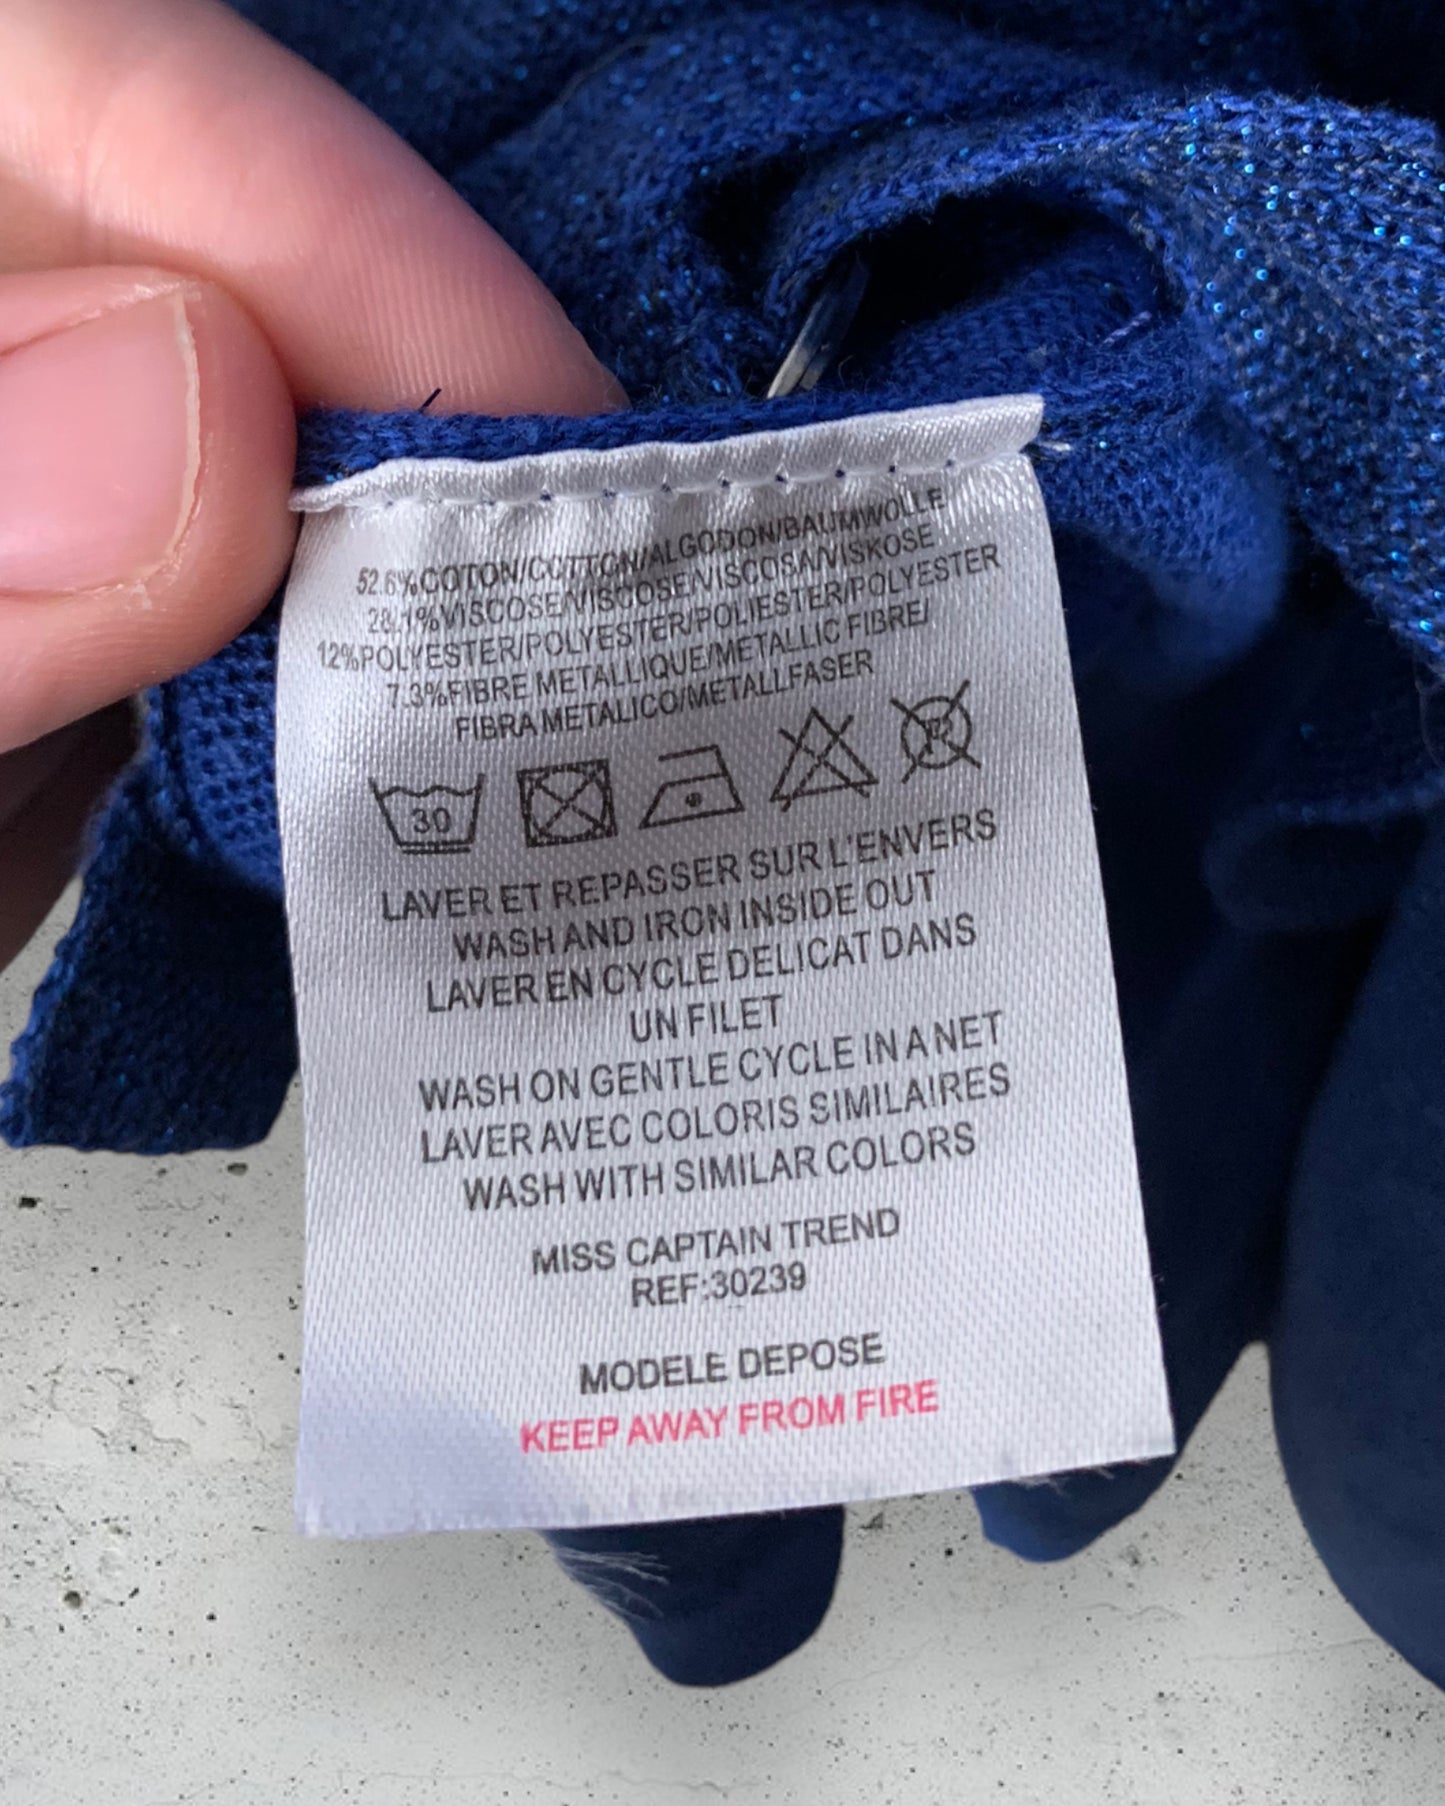 52.6%COTON/COTTON/ALGODON/BAUMWOLLE
28.1%VISCOSE/VISCOSE/VISCOSA/VISKOSE
12%POLYESTER/POLYESTER/POLIESTER/POLYESTER
7.3%FIBRE METALLIQUE/METALLIC FIBRE/
FIBRA METALICO/METALLFASER
30
LAVER ET REPASSER SUR L'ENVERS
WASH AND IRON INSIDE OUT
LAVER EN CYCLE DELICAT DANS
UN FILET
WASH ON GENTLE CYCLE IN A NET
LAVER AVEC COLORIS SIMILAIRES
WASH WITH SIMILAR COLORS
MISS CAPTAIN TREND
REF:30239
MODELE DEPOSE
KEEP AWAY FROM FIRE